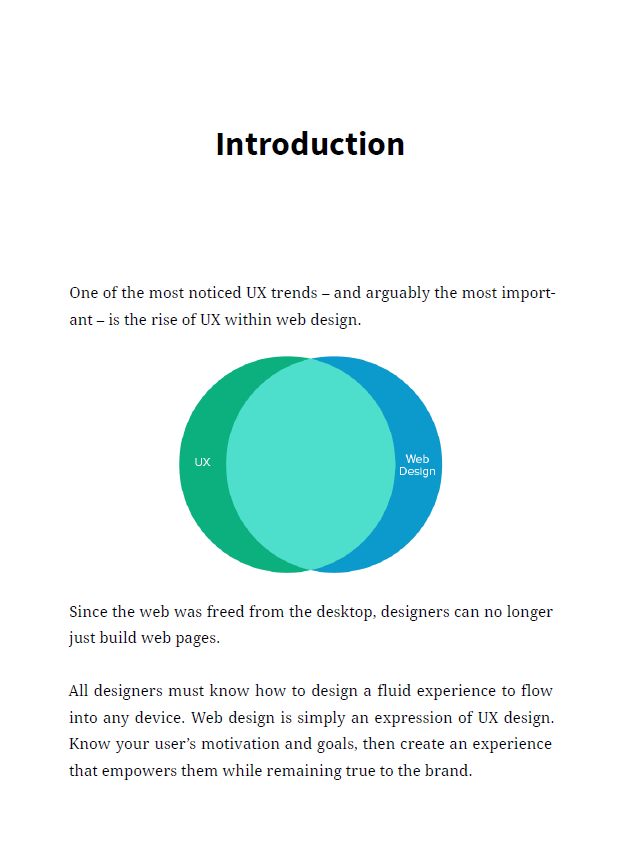 Introduction
One of the most noticed UX trends – and arguably the most import-
ant – is the rise of UX within web design.
UX
Web
Design
Since the web was freed from the desktop, designers can no longer
just build web pages.
All designers must know how to design a fluid experience to flow
into any device. Web design is simply an expression of UX design.
Know your user’s motivation and goals, then create an experience
that empowers them while remaining true to the brand.